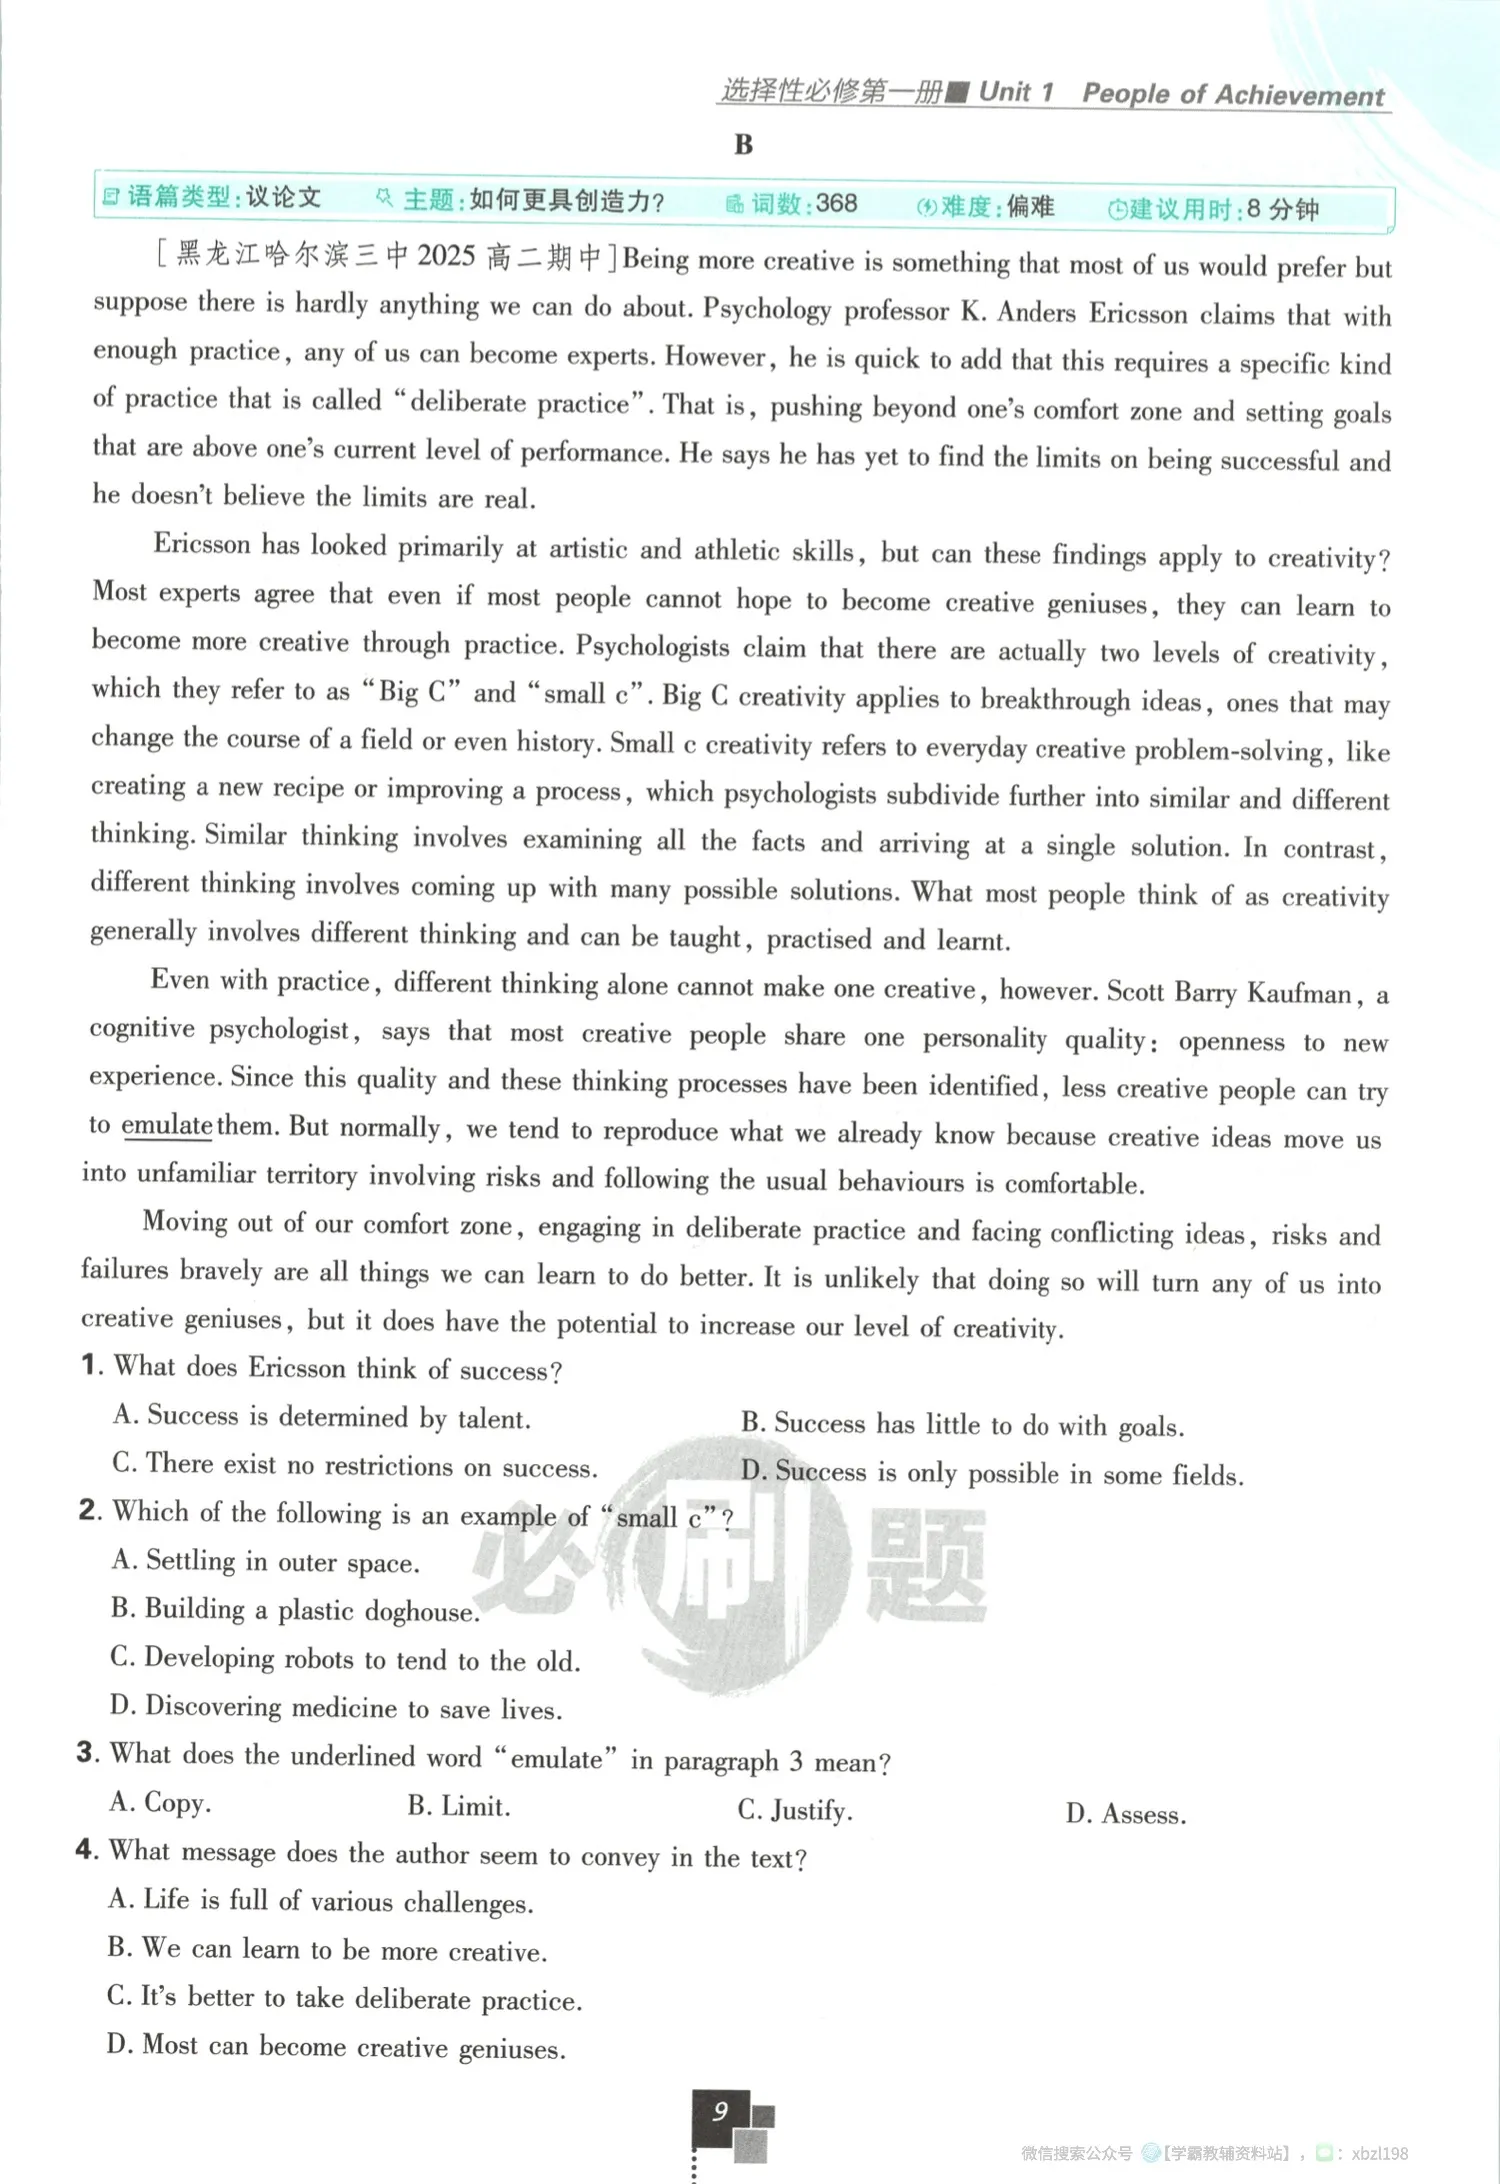 选择性必修第一册■ Unit 1 People of Achievement
B
语篇类型:议论文 主题:如何更具创造力? 词数:368 难度:偏难 建议用时:8分钟
[黑龙江哈尔滨三中2025高二期中]Being more creative is something that most of us would prefer but
suppose there is hardly anything we can do about. Psychology professor K. Anders Ericsson claims that with
enough practice, any of us can become experts. However, he is quick to add that this requires a specific kind
of practice that is called “deliberate practice”. That is, pushing beyond one’s comfort zone and setting goals
that are above one’s current level of performance. He says he has yet to find the limits on being successful and
he doesn’t believe the limits are real.
Ericsson has looked primarily at artistic and athletic skills, but can these findings apply to creativity?
Most experts agree that even if most people cannot hope to become creative geniuses, they can learn to
become more creative through practice. Psychologists claim that there are actually two levels of creativity,
which they refer to as “Big C” and “small c”. Big C creativity applies to breakthrough ideas, ones that may
change the course of a field or even history. Small c creativity refers to everyday creative problem-solving, like
creating a new recipe or improving a process, which psychologists subdivide further into similar and different
thinking. Similar thinking involves examining all the facts and arriving at a single solution. In contrast,
different thinking involves coming up with many possible solutions. What most people think of as creativity
generally involves different thinking and can be taught, practised and learnt.
Even with practice, different thinking alone cannot make one creative, however. Scott Barry Kaufman, a
cognitive psychologist, says that most creative people share one personality quality: openness to new
experience. Since this quality and these thinking processes have been identified, less creative people can try
to emulate them. But normally, we tend to reproduce what we already know because creative ideas move us
into unfamiliar territory involving risks and following the usual behaviours is comfortable.
Moving out of our comfort zone, engaging in deliberate practice and facing conflicting ideas, risks and
failures bravely are all things we can learn to do better. It is unlikely that doing so will turn any of us into
creative geniuses, but it does have the potential to increase our level of creativity.
1. What does Ericsson think of success?
A. Success is determined by talent. B. Success has little to do with goals.
C. There exist no restrictions on success. D. Success is only possible in some fields.
2. Which of the following is an example of “small c”?
A. Settling in outer space.
B. Building a plastic doghouse.
C. Developing robots to tend to the old.
D. Discovering medicine to save lives.
必刷题
3. What does the underlined word “emulate” in paragraph 3 mean?
A. Copy. B. Limit. C. Justify. D. Assess.
4. What message does the author seem to convey in the text?
A. Life is full of various challenges.
B. We can learn to be more creative.
C. It’s better to take deliberate practice.
D. Most can become creative geniuses.
9
微信搜索公众号【学霸教辅资料站】,：xbzl198